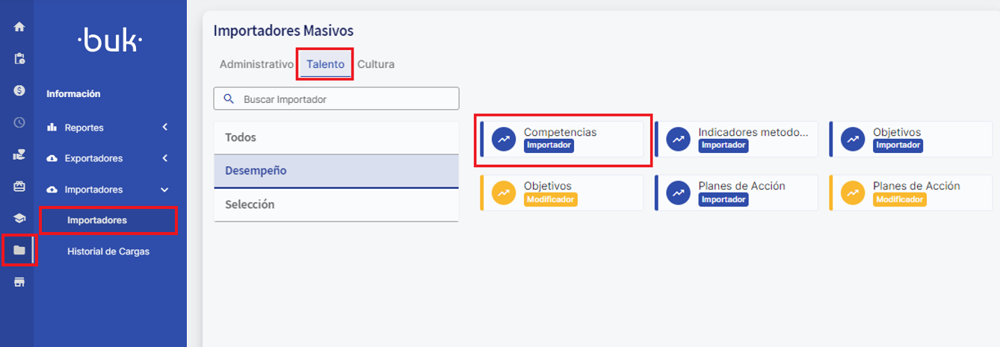 ·buk·
Información
Reportes
Exportadores
Importadores
Importadores
Historial de Cargas
Importadores Masivos
Administrativo Talento Cultura
Buscar Importador
Todos
Desempeño
Selección
Competencias
Importador
Indicadores metodo...
Importador
Objetivos
Importador
Objetivos
Modificador
Planes de Acción
Importador
Planes de Acción
Modificador